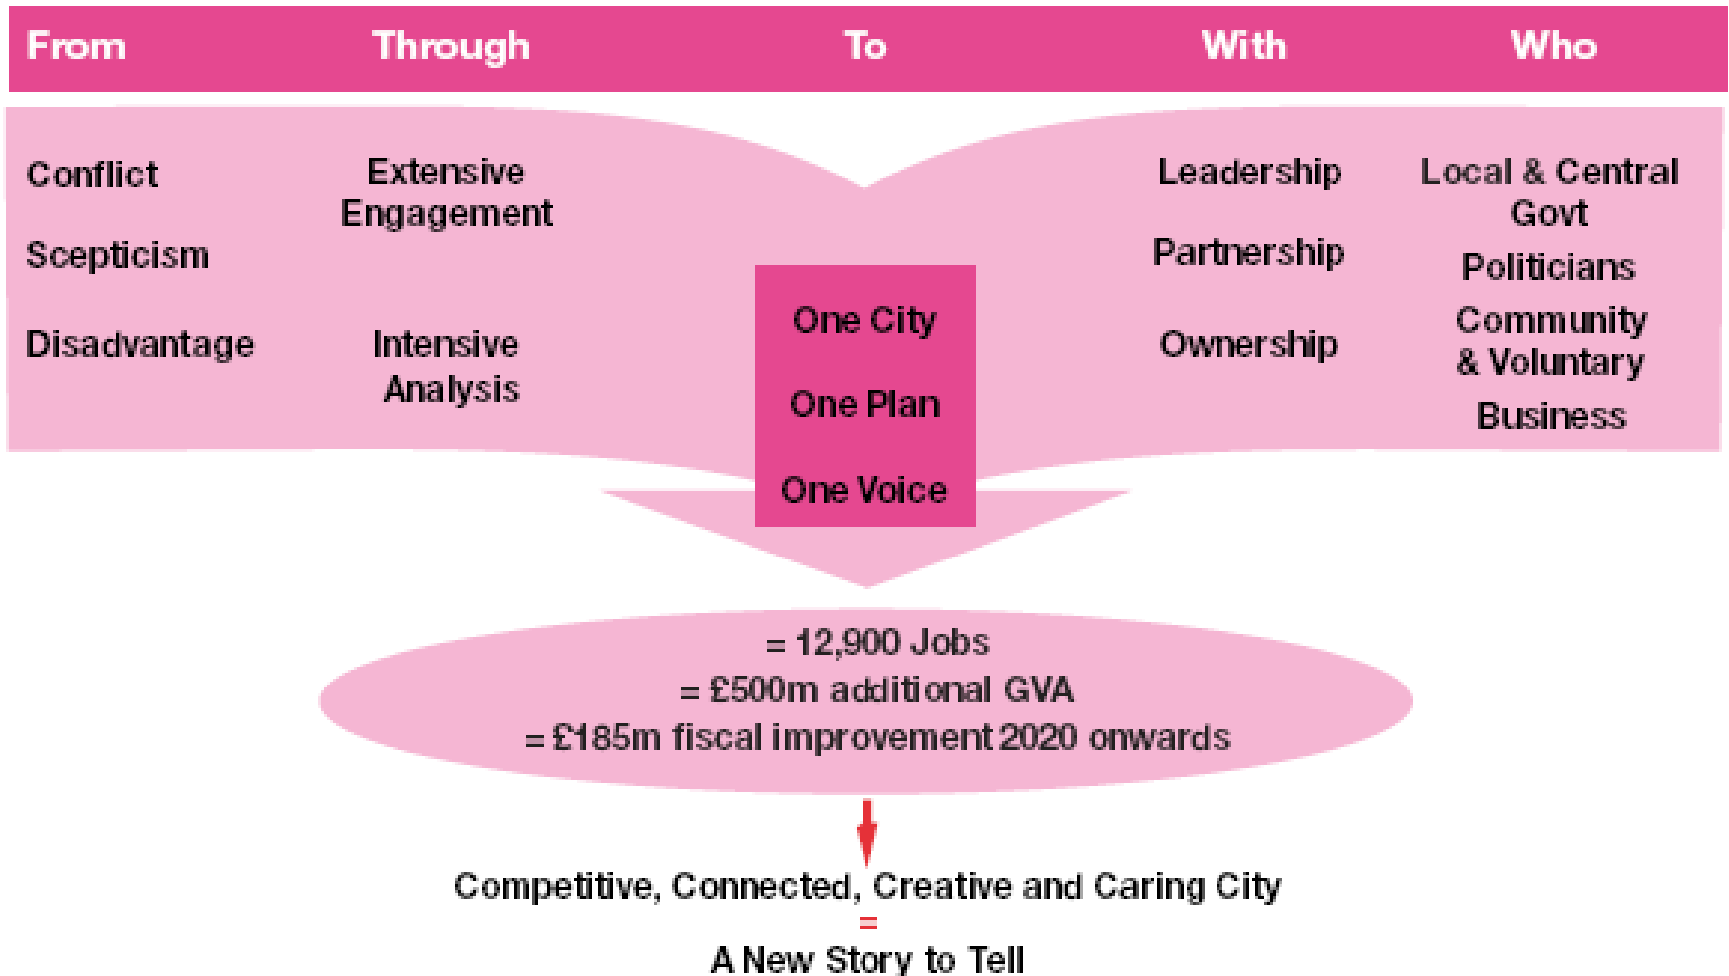 From
Through
To
With
Who
Conflict
Scepticism
Disadvantage
Extensive
Engagement
Intensive
Analysis
One City
One Plan
One Voice
Leadership
Partnership
Ownership
Local & Central
Govt
Politicians
Community
& Voluntary
Business
= 12,900 Jobs
= £500m additional GVA
= £185m fiscal improvement 2020 onwards
Competitive, Connected, Creative and Caring City
=
A New Story to Tell